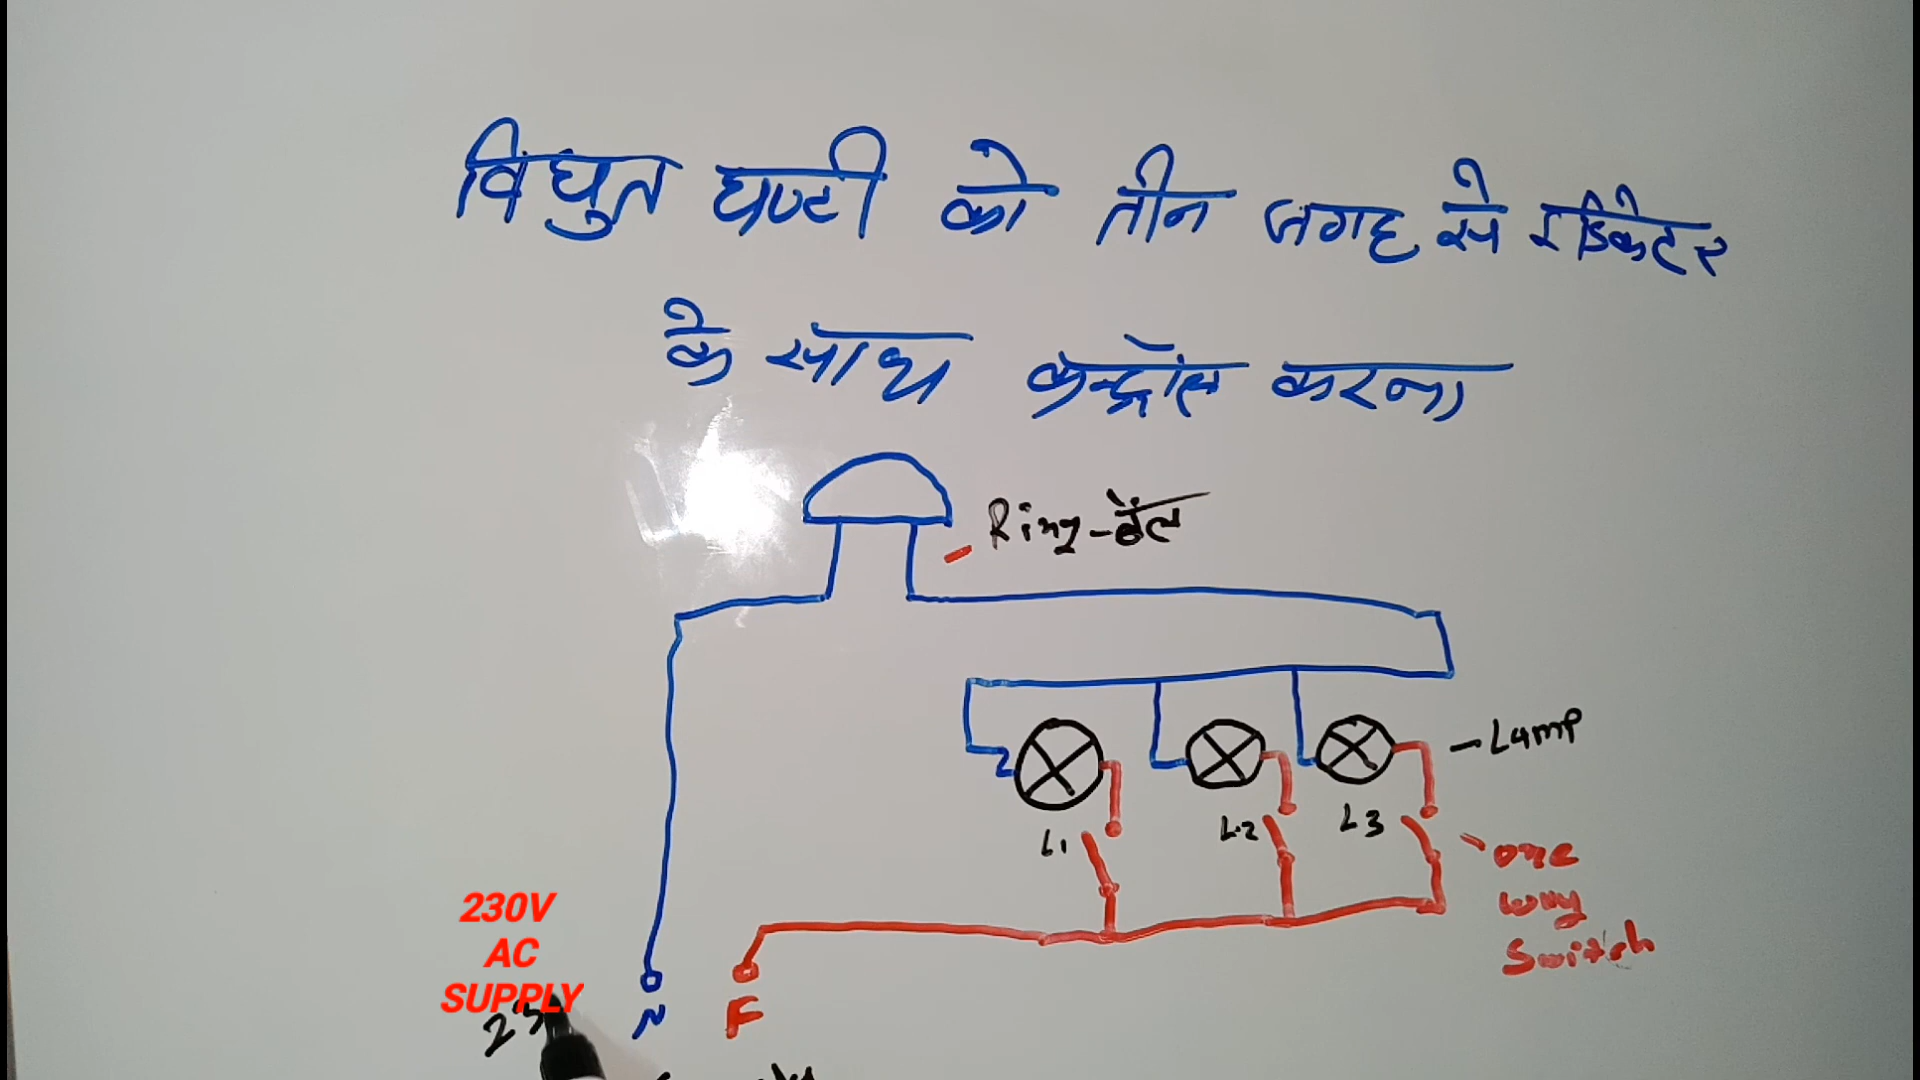 विघुत घण्टी को तीन जगह से इंडिकेटर
के साथ कन्ट्रोल करना
Ring-बेल
Lamp
L1
L2
L3
one
way
Switch
230V
AC
SUPPLY
N
F